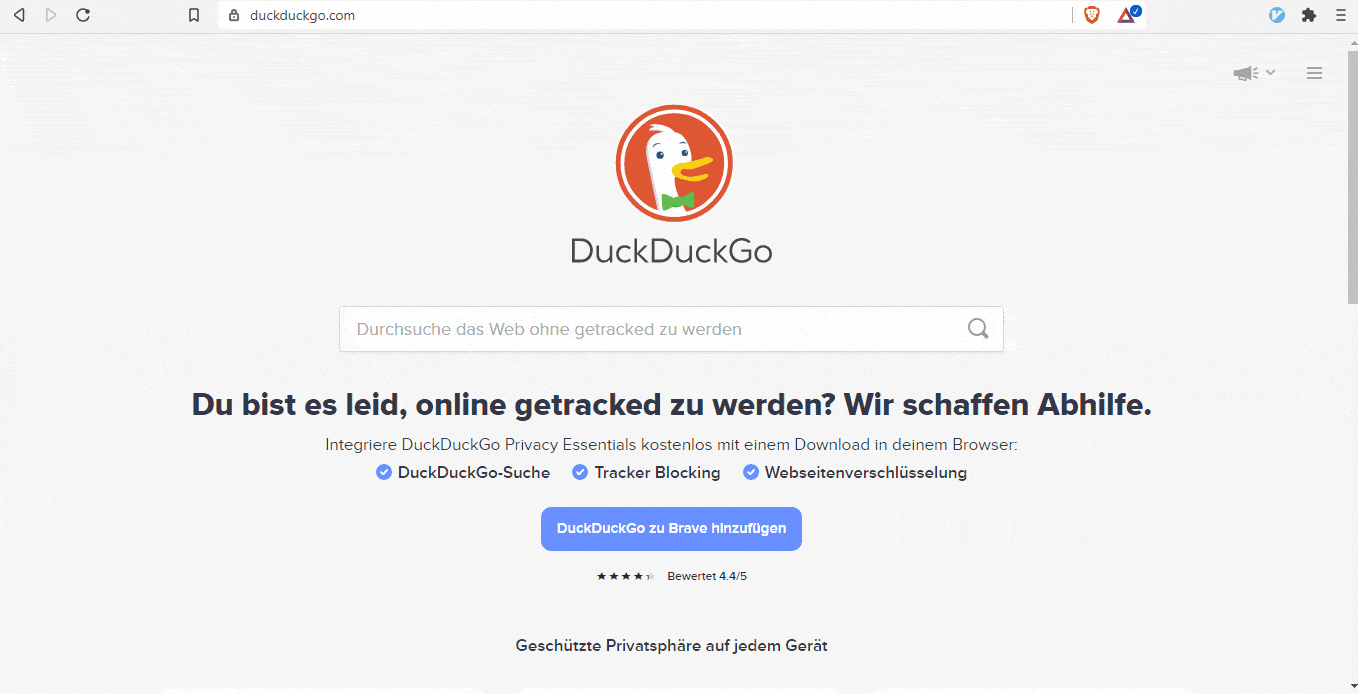 duckduckgo.com
DuckDuckGo
Durchsuche das Web ohne getracked zu werden
Du bist es leid, online getracked zu werden? Wir schaffen Abhilfe.
Integriere DuckDuckGo Privacy Essentials kostenlos mit einem Download in deinem Browser:
DuckDuckGo-Suche Tracker Blocking Webseitenverschlüsselung
DuckDuckGo zu Brave hinzufügen
Bewertet 4.4/5
Geschützte Privatsphäre auf jedem Gerät